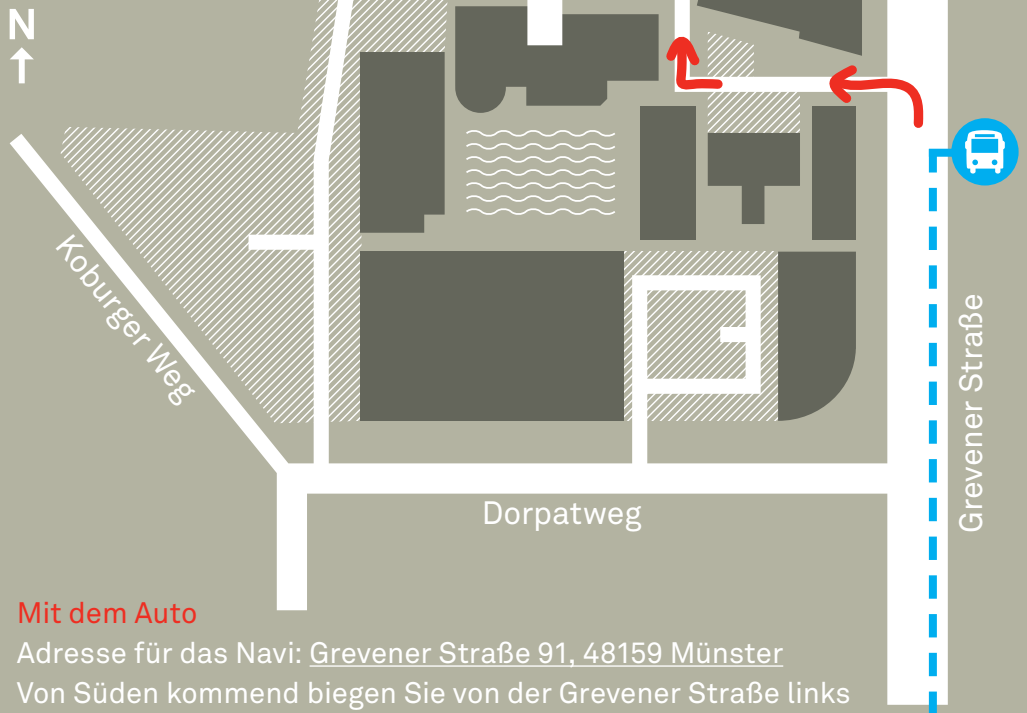 N
Koburger Weg
Grevener Straße
Dorpatweg
Mit dem Auto
Adresse für das Navi: Grevener Straße 91, 48159 Münster
Von Süden kommend biegen Sie von der Grevener Straße links